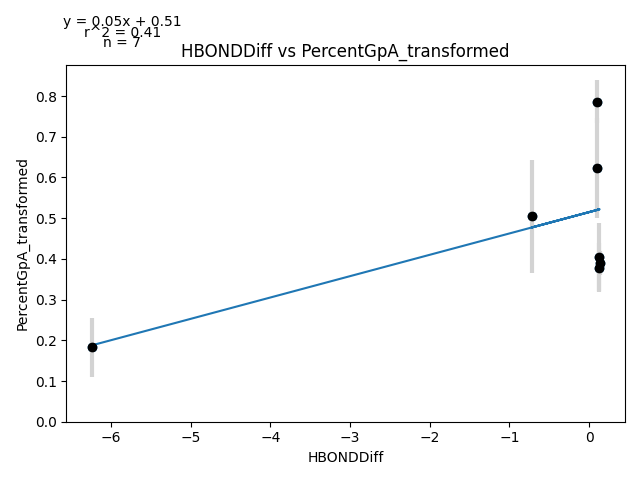 y = 0.05x + 0.51
r^2 = 0.41
n = 7
HBONDDiff vs PercentGpA_transformed
PercentGpA_transformed
0.8
0.7
0.6
0.5
0.4
0.3
0.2
0.1
0.0
−6 −5 −4 −3 −2 −1 0
HBONDDiff